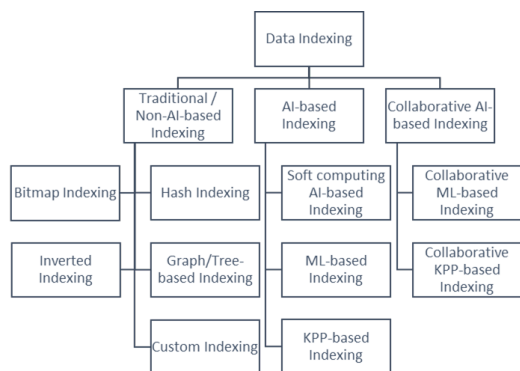 Data Indexing
Traditional /
Non-AI-based
Indexing
AI-based
Indexing
Collaborative AI-
based Indexing
Bitmap Indexing
Hash Indexing
Soft computing
AI-based
Indexing
Collaborative
ML-based
Indexing
Inverted
Indexing
Graph/Tree-
based Indexing
ML-based
Indexing
Collaborative
KPP-based
Indexing
Custom Indexing
KPP-based
Indexing